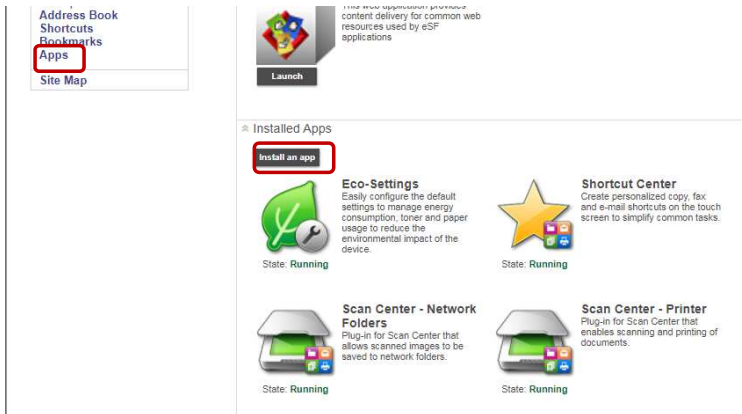 Address Book
Shortcuts
Bookmarks
Apps
Site Map
This web application provides
content delivery for common web
resources used by eSF
applications
Launch
Installed Apps
Install an app
Eco-Settings
Easily configure the default
settings to manage energy
consumption, toner and paper
usage to reduce the
environmental impact of the
device.
State: Running
Shortcut Center
Create personalized copy, fax
and e-mail shortcuts on the touch
screen to simplify common tasks.
State: Running
Scan Center - Network
Folders
Plug-in for Scan Center that
allows scanned images to be
saved to network folders.
State: Running
Scan Center - Printer
Plug-in for Scan Center that
enables scanning and printing of
documents.
State: Running